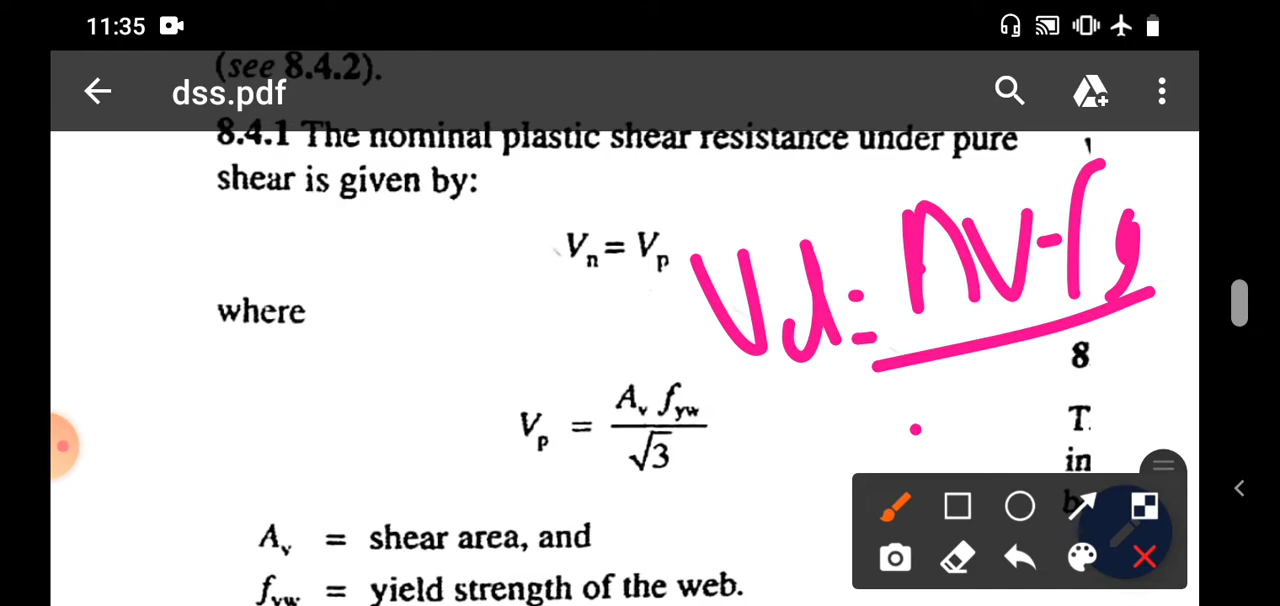 11:35
(see 8.4.2).
dss.pdf
8.4.1 The nominal plastic shear resistance under pure
shear is given by:
Vn = Vp
Vd = AV-fy
where
8
Vp = Av fyw / √3
T.
in
Av = shear area, and
fyw = yield strength of the web.